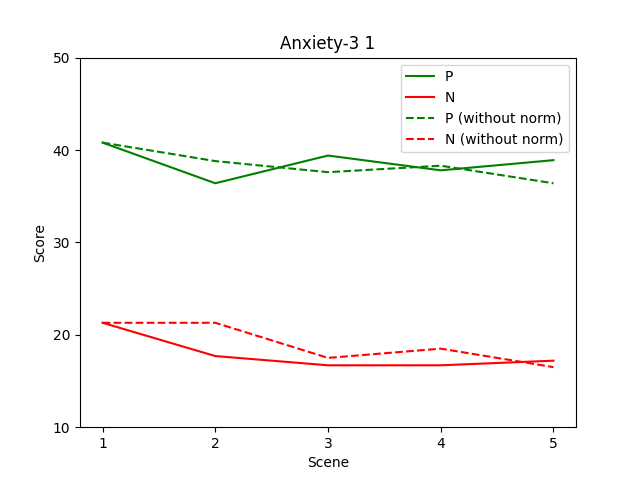 Anxiety-3 1
50
40
30
20
10
Score
1 2 3 4 5
Scene
P
N
P (without norm)
N (without norm)